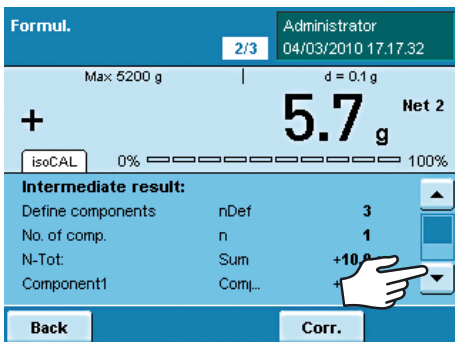 Formul.
2/3
Administrator
04/03/2010 17.17.32
Max 5200 g
d = 0.1 g
+
5.7 g
Net 2
isoCAL
0%
100%
Intermediate result:
Define components nDef 3
No. of comp. n 1
N-Tot: Sum
Component1
Back
Corr.